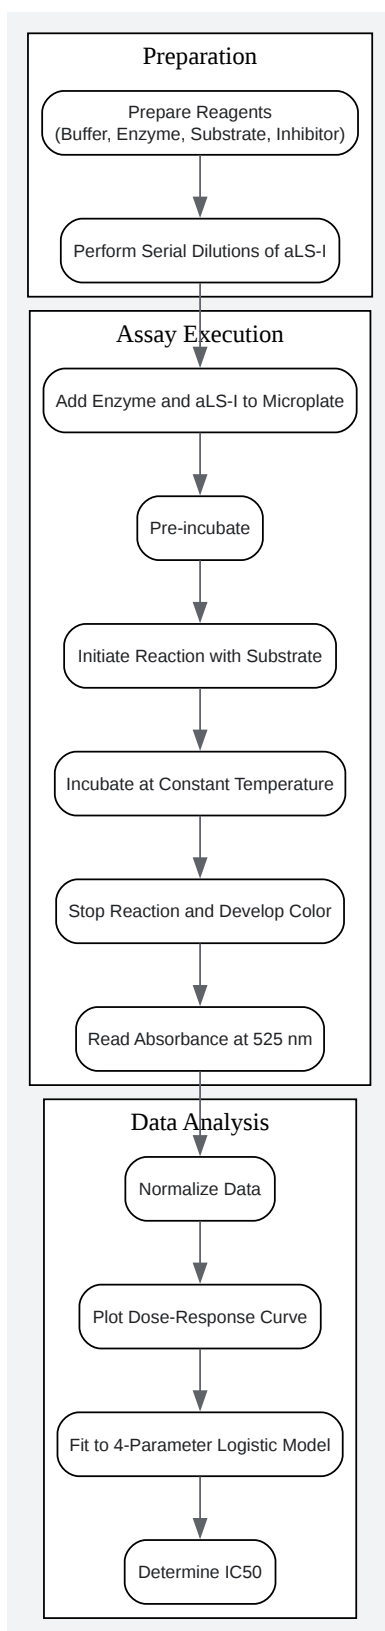 Preparation
Prepare Reagents
(Buffer, Enzyme, Substrate, Inhibitor)
Perform Serial Dilutions of aLS-I
Assay Execution
Add Enzyme and aLS-I to Microplate
Pre-incubate
Initiate Reaction with Substrate
Incubate at Constant Temperature
Stop Reaction and Develop Color
Read Absorbance at 525 nm
Data Analysis
Normalize Data
Plot Dose-Response Curve
Fit to 4-Parameter Logistic Model
Determine IC50